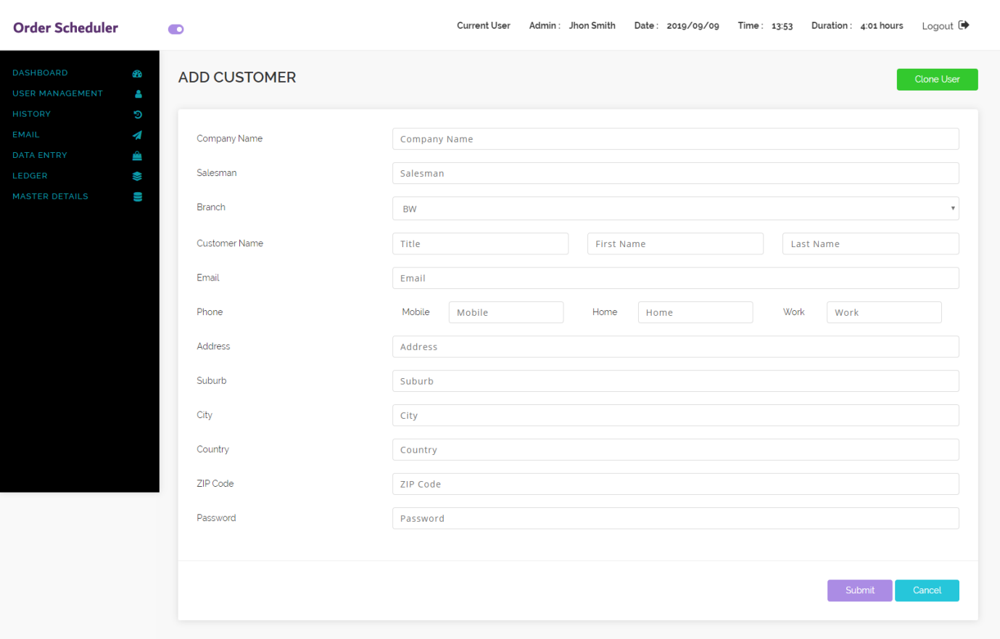 Order Scheduler
Current User Admin : Jhon Smith Date : 2019/09/09 Time : 13:53 Duration : 4:01 hours Logout
DASHBOARD
USER MANAGEMENT
HISTORY
EMAIL
DATA ENTRY
LEDGER
MASTER DETAILS
ADD CUSTOMER
Clone User
Company Name Company Name
Salesman Salesman
Branch BW
Customer Name Title First Name Last Name
Email Email
Phone Mobile Mobile Home Home Work Work
Address Address
Suburb Suburb
City City
Country Country
ZIP Code ZIP Code
Password Password
Submit Cancel